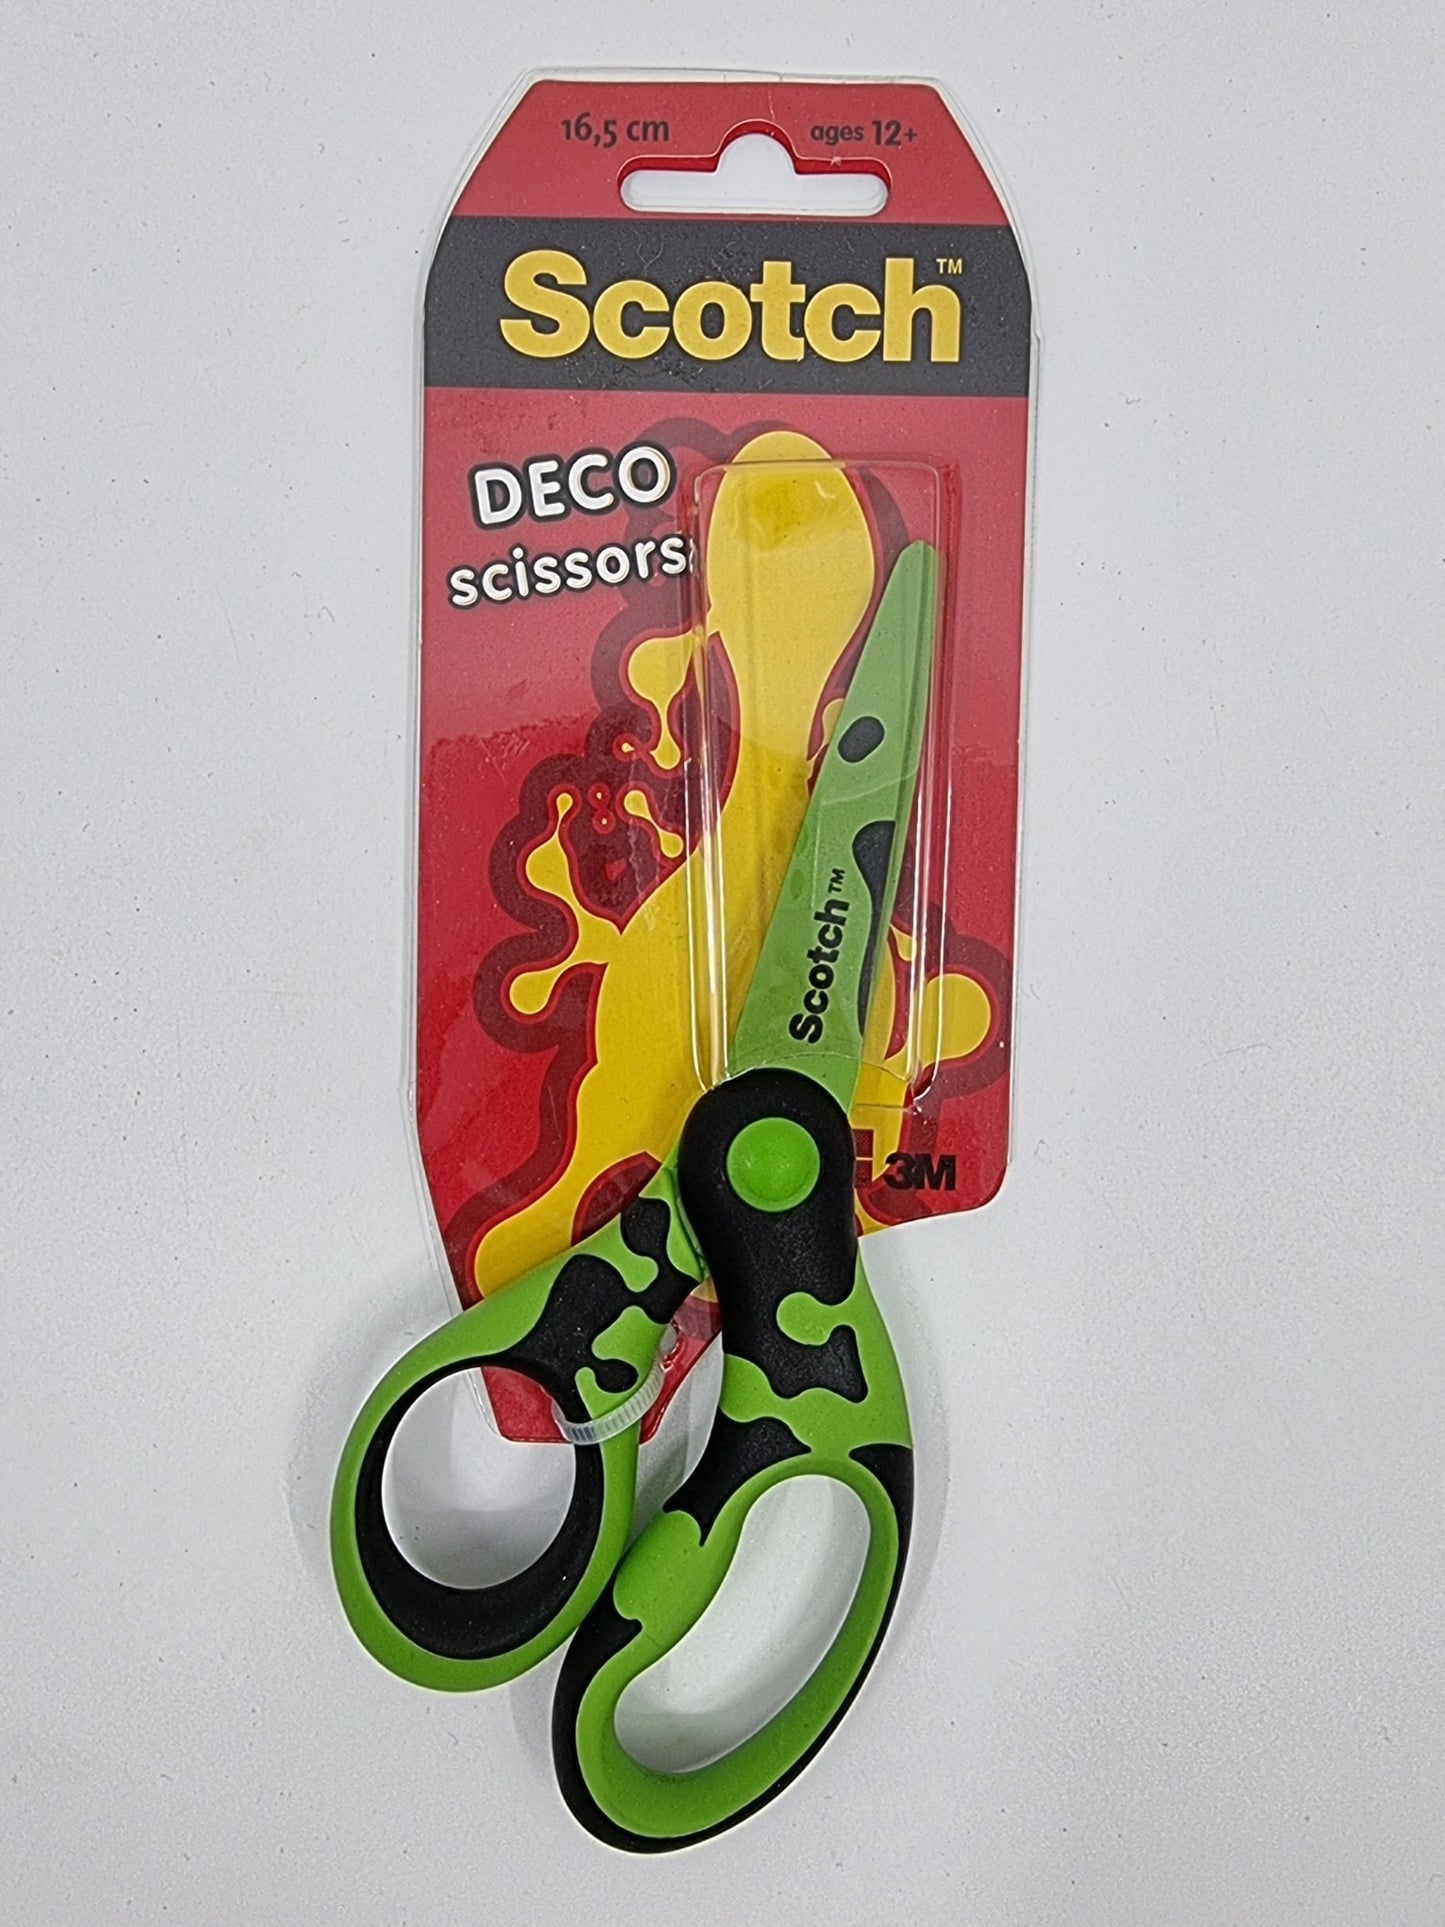 16,5 cm
ages 12+
Scotch™
DECO
scissors
Scotch™
3M